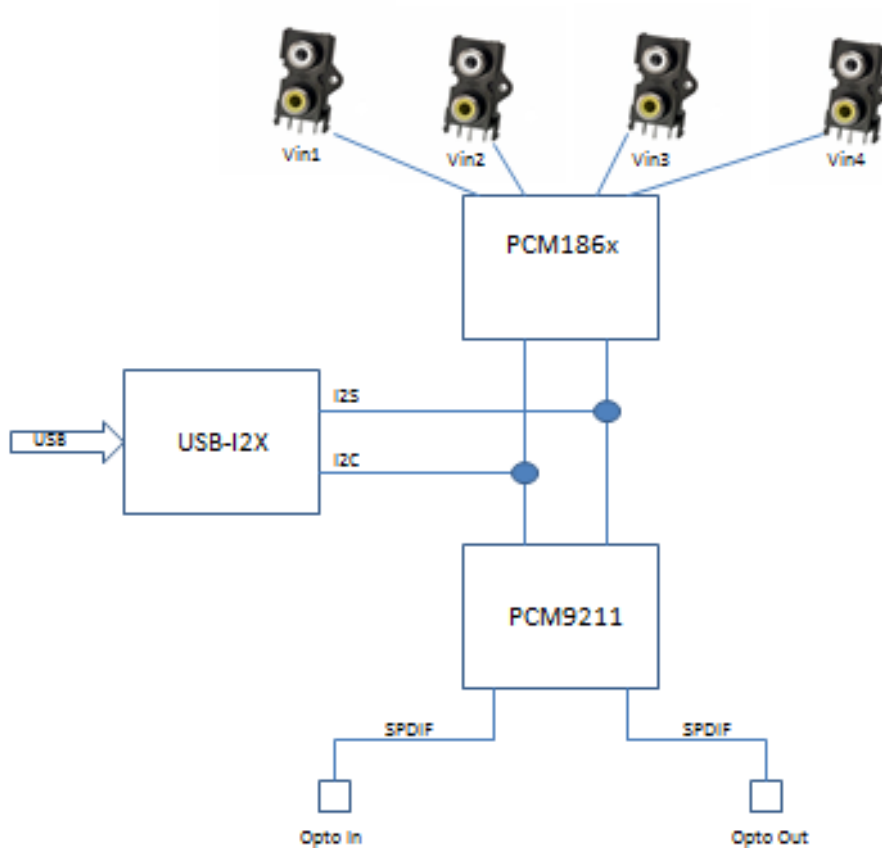 Vin1
Vin2
Vin3
Vin4
PCM186x
I2S
USB
USB-I2X
I2C
PCM9211
SPDIF
SPDIF
Opto In
Opto Out